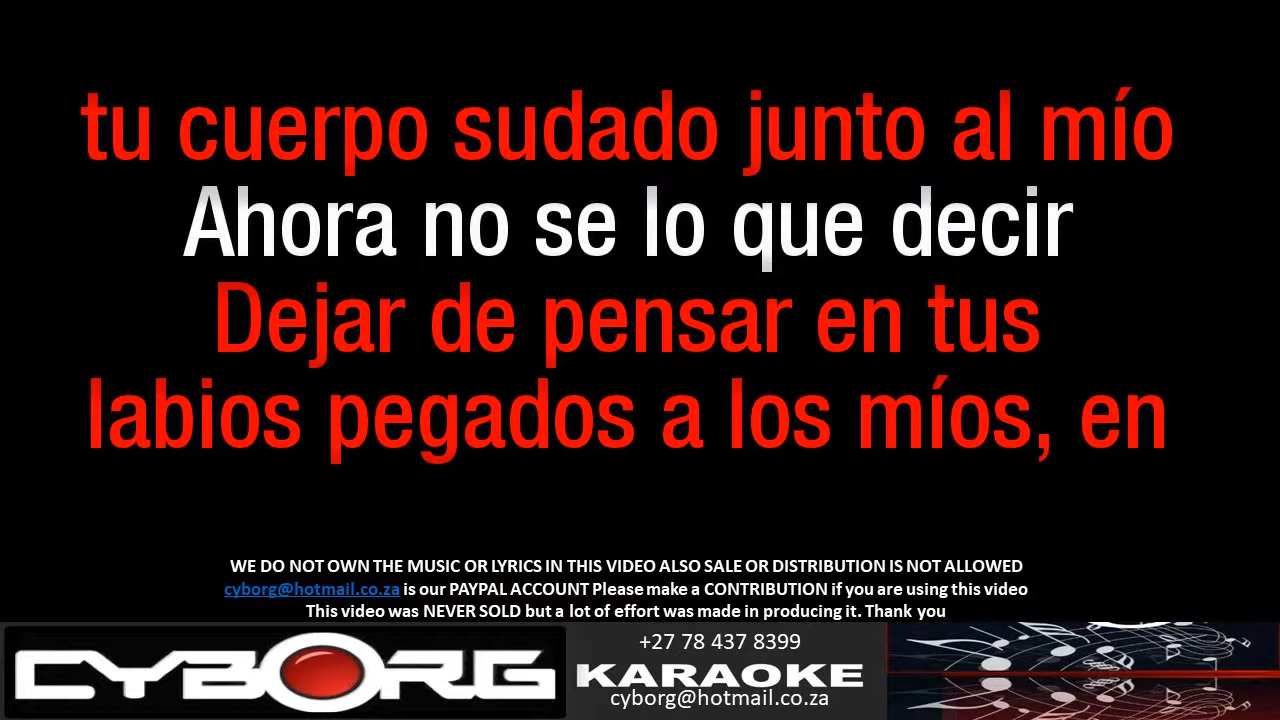 tu cuerpo sudado junto al mío
Ahora no se lo que decir
Dejar de pensar en tus
labios pegados a los míos, en
WE DO NOT OWN THE MUSIC OR LYRICS IN THIS VIDEO ALSO SALE OR DISTRIBUTION IS NOT ALLOWED
cyborg@hotmail.co.za is our PAYPAL ACCOUNT Please make a CONTRIBUTION if you are using this video
This video was NEVER SOLD but a lot of effort was made in producing it. Thank you
CYBORG
+27 78 437 8399
KARAOKE
cyborg@hotmail.co.za